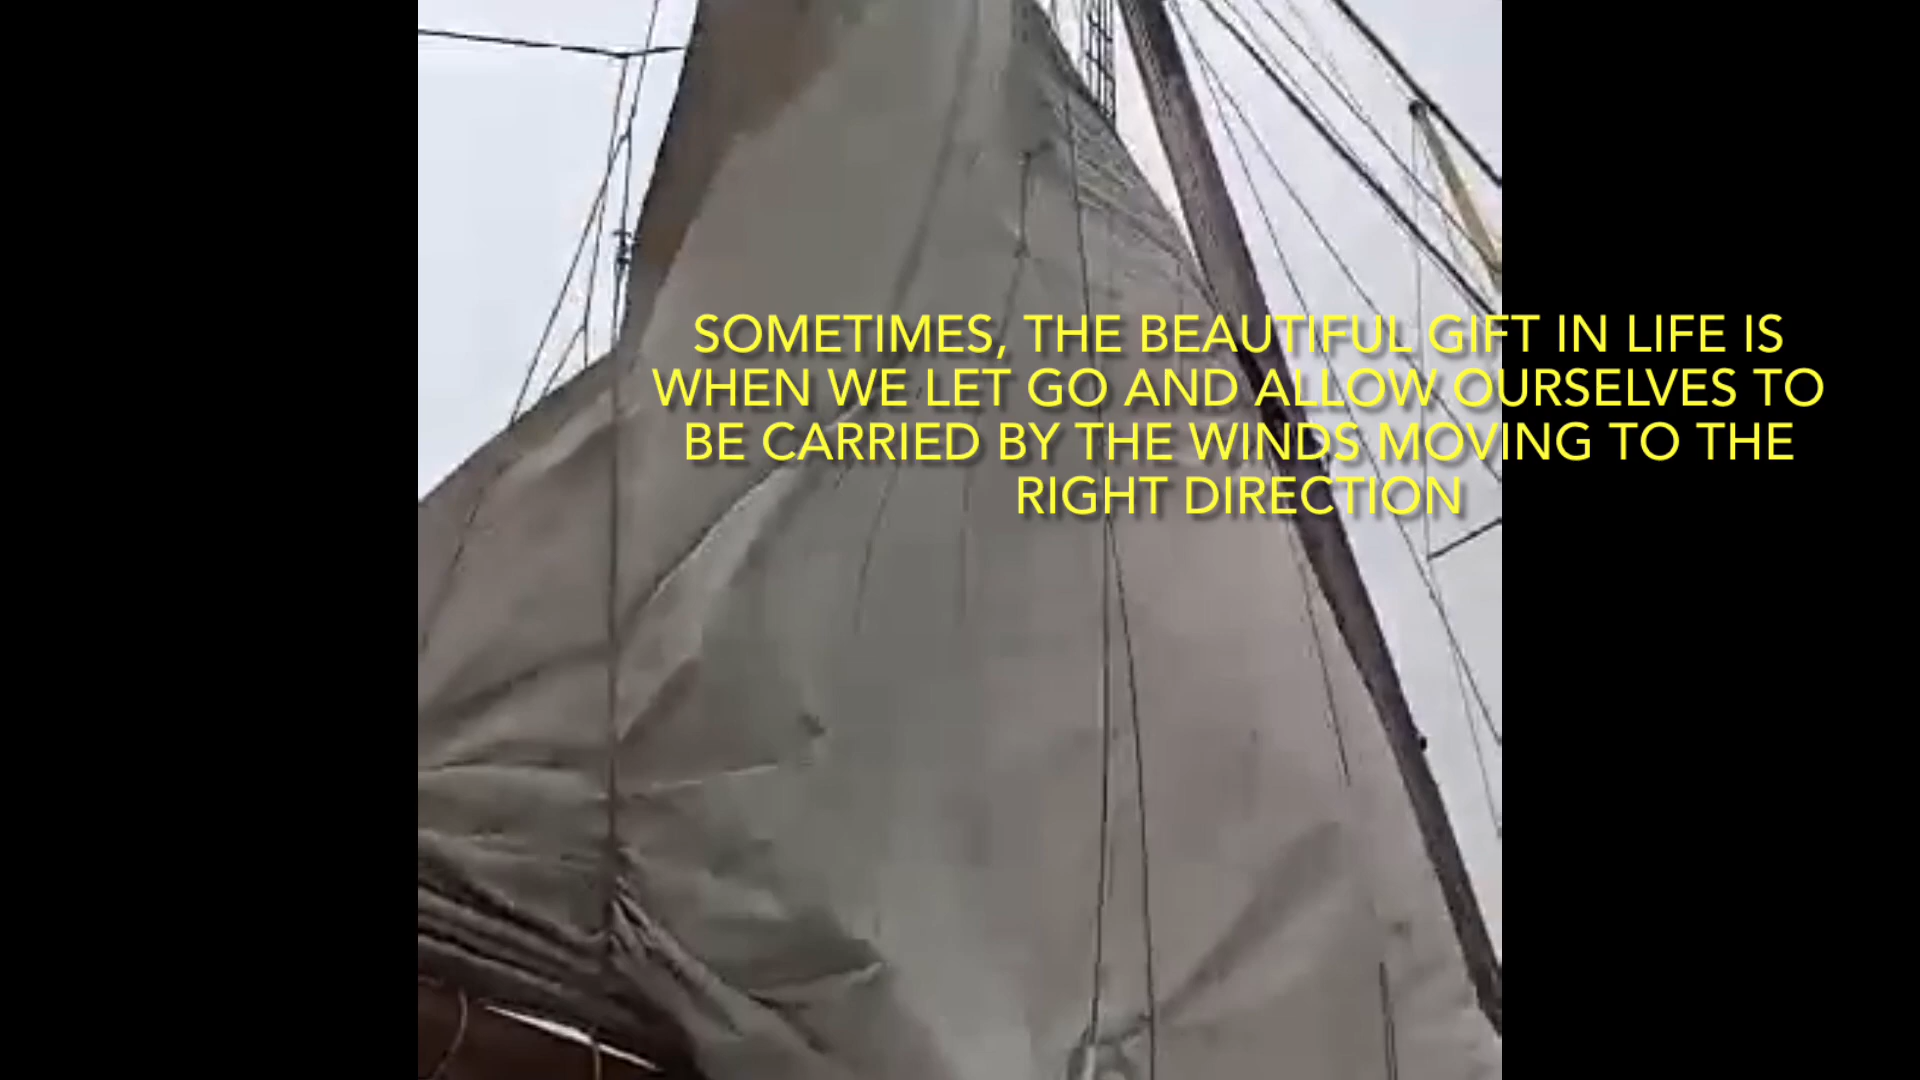 SOMETIMES, THE BEAUTIFUL GIFT IN LIFE IS
WHEN WE LET GO AND ALLOW OURSELVES TO
BE CARRIED BY THE WINDS MOVING TO THE
RIGHT DIRECTION